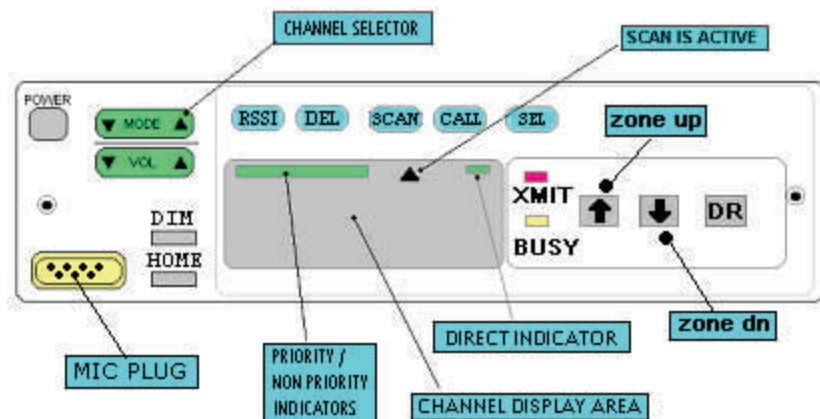 CHANNEL SELECTOR
SCAN IS ACTIVE
POWER
MODE
VOL
RSSI DEL SCAN CALL SEL
zone up
XMIT
BUSY
DR
DIM
HOME
MIC PLUG
PRIORITY /
NON PRIORITY
INDICATORS
DIRECT INDICATOR
zone dn
CHANNEL DISPLAY AREA